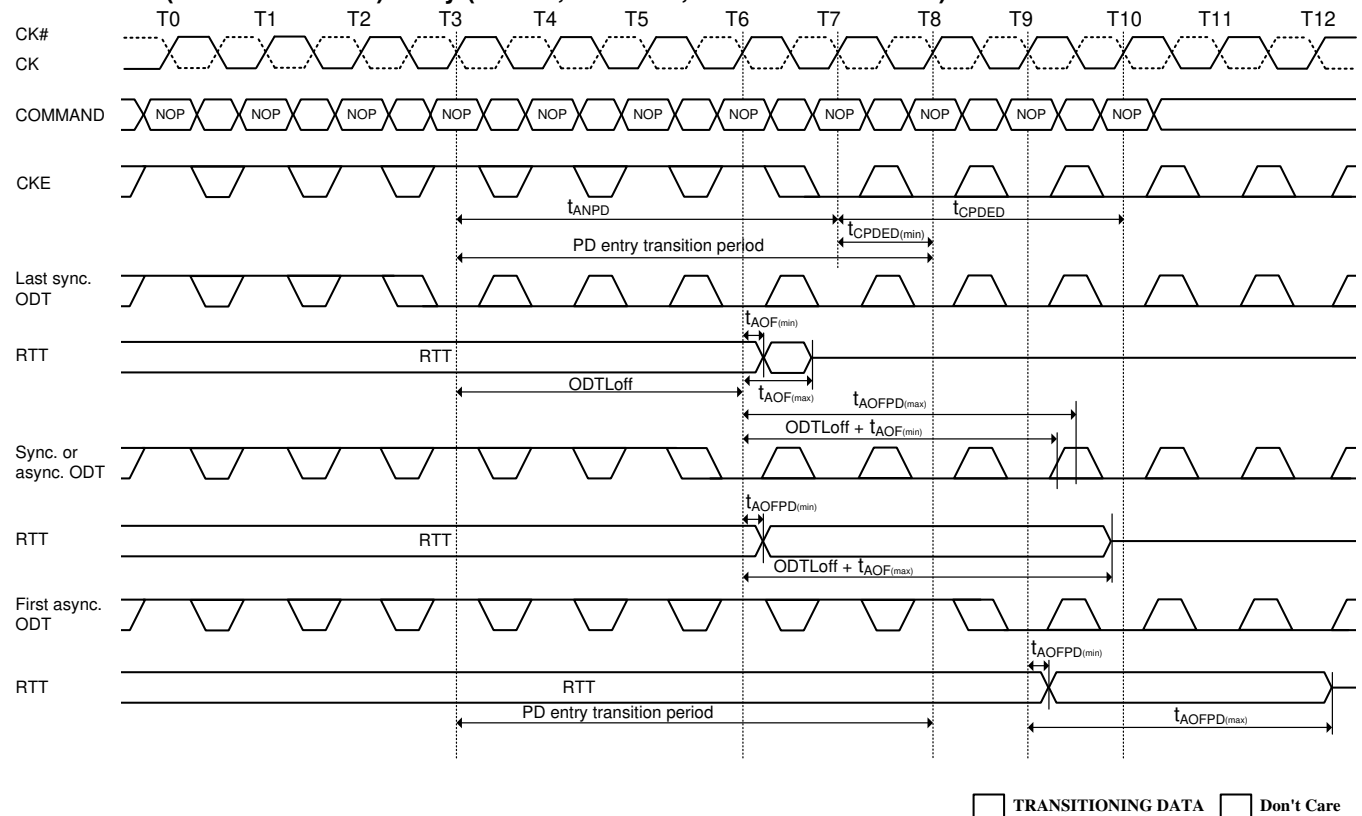 T0 T1 T2 T3 T4 T5 T6 T7 T8 T9 T10 T11 T12
CK#
CK
COMMAND NOP NOP NOP NOP NOP NOP NOP NOP NOP NOP NOP
CKE
tANPD tCPDED
tCPDED(min)
PD entry transition period
Last sync.
ODT
tAOF(min)
RTT RTT
ODTLoff
tAOF(max)
tAOFPD(max)
ODTLoff + tAOF(min)
Sync. or
async. ODT
tAOFPD(min)
RTT RTT
ODTLoff + tAOF(max)
First async.
ODT
tAOFPD(min)
RTT RTT
PD entry transition period
tAOFPD(max)
TRANSITIONING DATA Don't Care